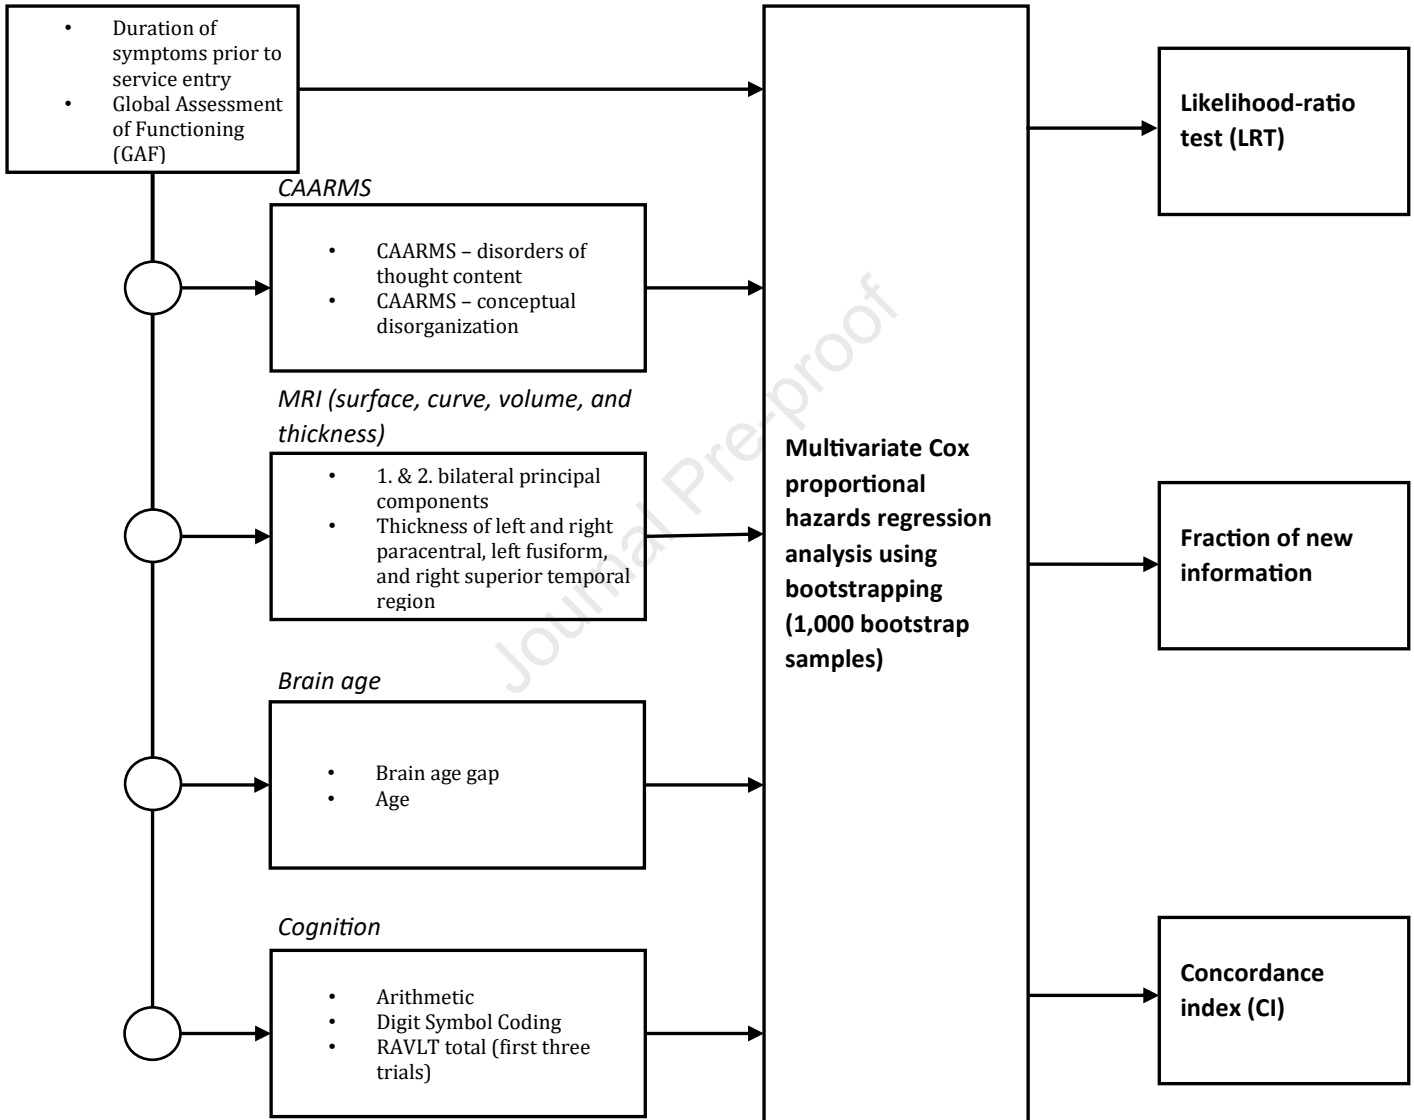 • Duration of
symptoms prior to
service entry
• Global Assessment
of Functioning
(GAF)
CAARMS
• CAARMS – disorders of
thought content
• CAARMS – conceptual
disorganization
MRI (surface, curve, volume, and
thickness)
• 1. & 2. bilateral principal
components
• Thickness of left and right
paracentral, left fusiform,
and right superior temporal
region
Brain age
• Brain age gap
• Age
Cognition
• Arithmetic
• Digit Symbol Coding
• RAVLT total (first three
trials)
Multivariate Cox
proportional
hazards regression
analysis using
bootstrapping
(1,000 bootstrap
samples)
Likelihood-ratio
test (LRT)
Fraction of new
information
Concordance
index (CI)
Journal Pre-proof